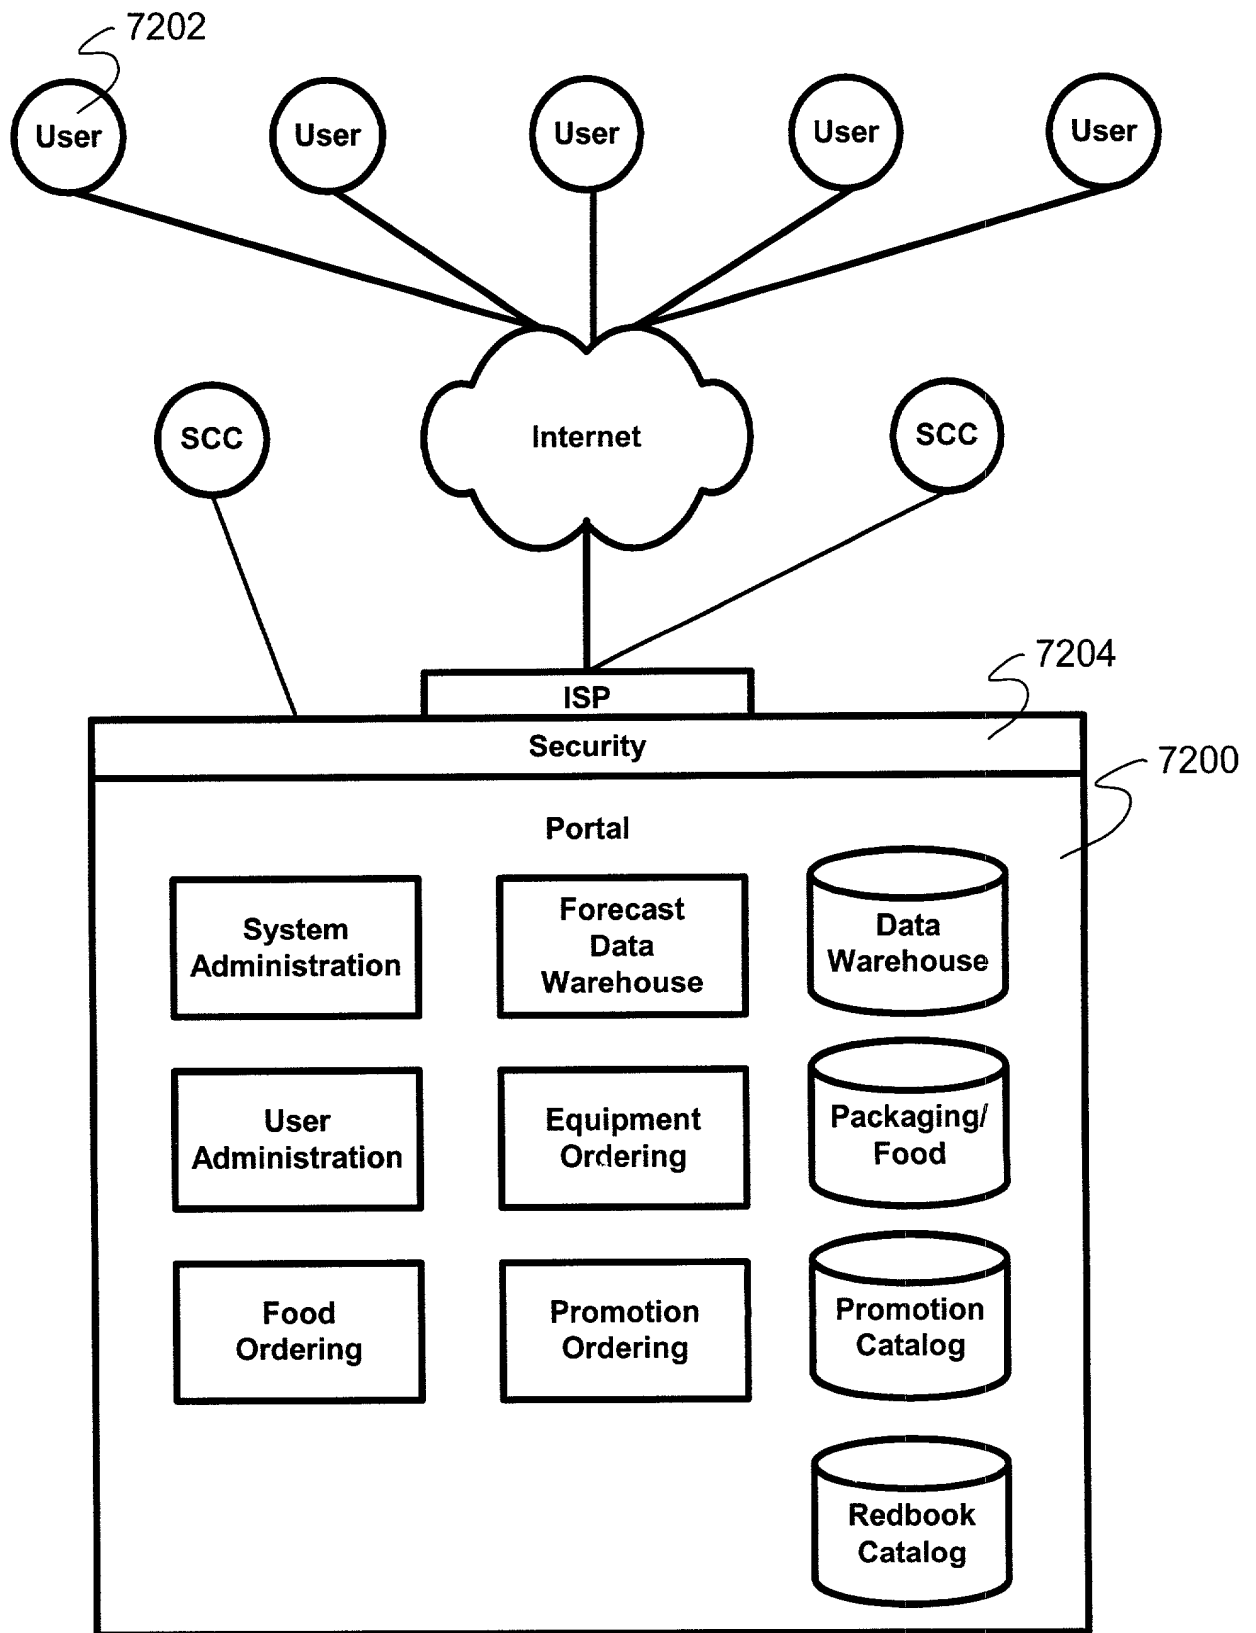 7202
User
User
User
User
User
SCC
Internet
SCC
7204
ISP
Security
7200
Portal
System
Administration
Forecast
Data
Warehouse
Data
Warehouse
User
Administration
Equipment
Ordering
Packaging/
Food
Food
Ordering
Promotion
Ordering
Promotion
Catalog
Redbook
Catalog